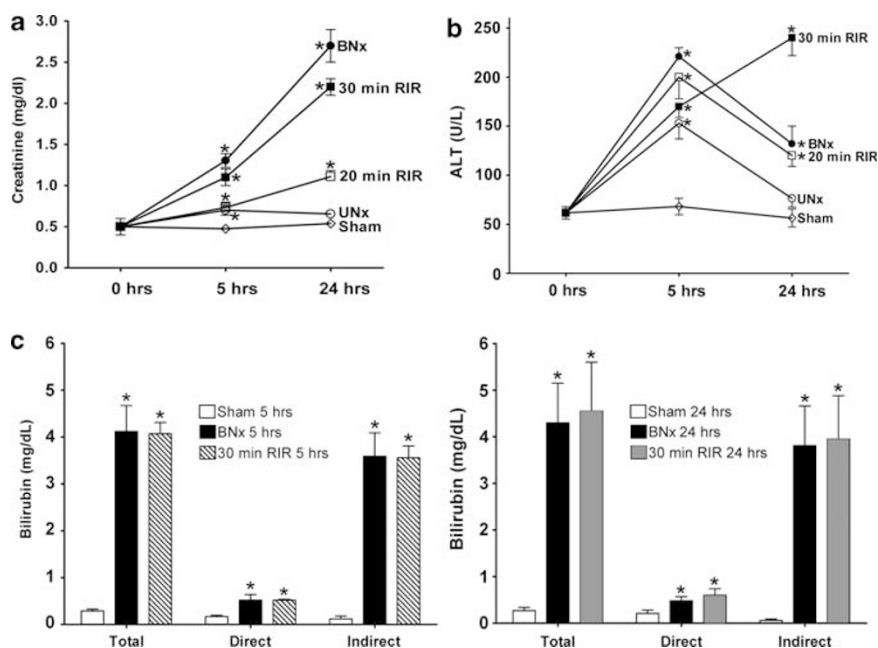 a
Creatinine (mg/dl)
3.0
2.5
2.0
1.5
1.0
0.5
0.0
0 hrs 5 hrs 24 hrs
* BNx
* 30 min RIR
* 20 min RIR
UNx
Sham
* *
* *
b
ALT (U/L)
250
200
150
100
50
0
0 hrs 5 hrs 24 hrs
* 30 min RIR
* BNx
* 20 min RIR
UNx
Sham
*
*
*
*
c
Bilirubin (mg/dL)
6
5
4
3
2
1
0
Sham 5 hrs
BNx 5 hrs
30 min RIR 5 hrs
* * * * * *
Total Direct Indirect
Bilirubin (mg/dL)
6
5
4
3
2
1
0
Sham 24 hrs
BNx 24 hrs
30 min RIR 24 hrs
* * * * * *
Total Direct Indirect